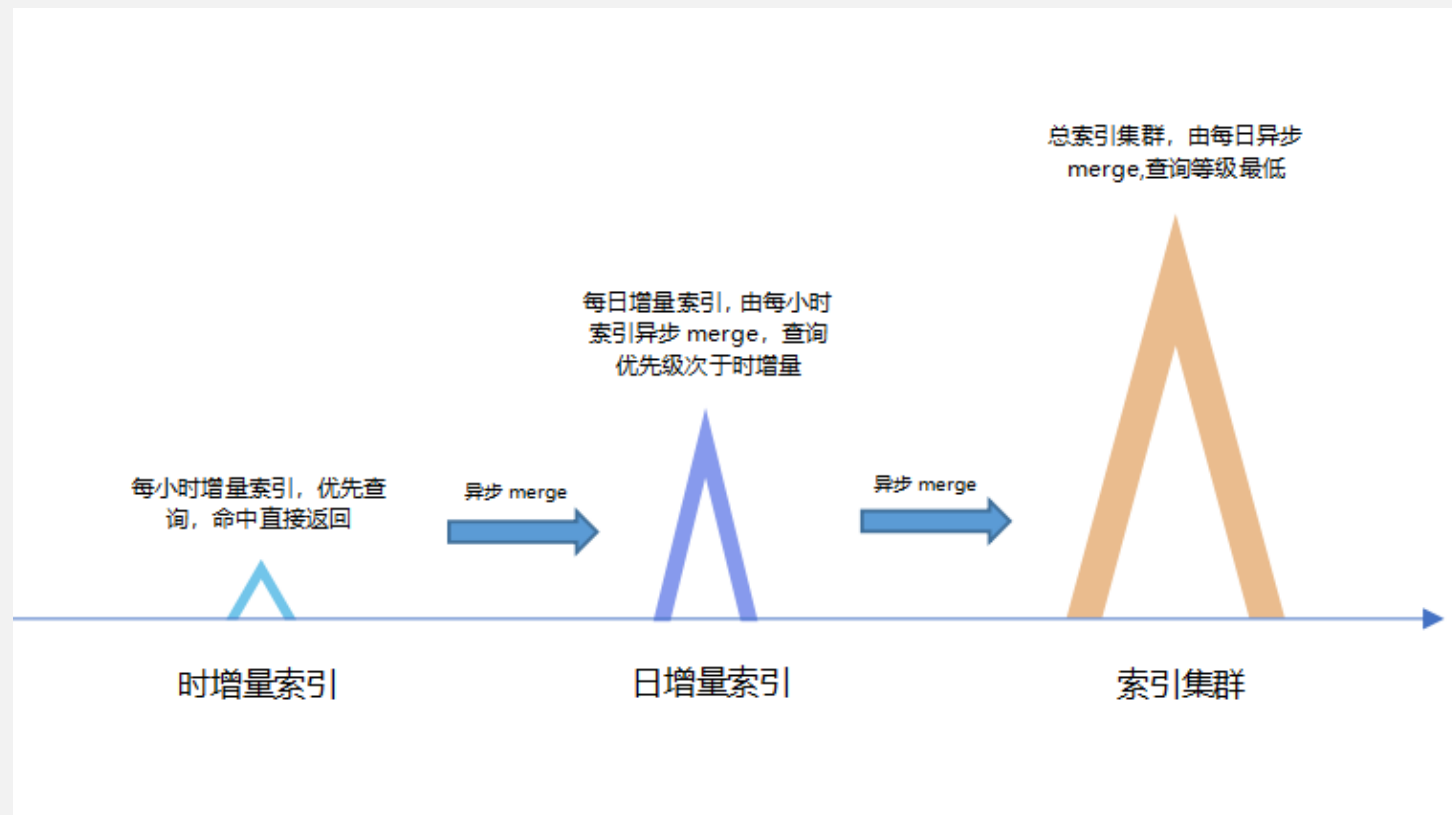 总索引集群，由每日异步
merge,查询等级最低
每日增量索引, 由每小时
索引异步 merge，查询
优先级次于时增量
每小时增量索引，优先查
询，命中直接返回
异步 merge
异步 merge
时增量索引
日增量索引
索引集群